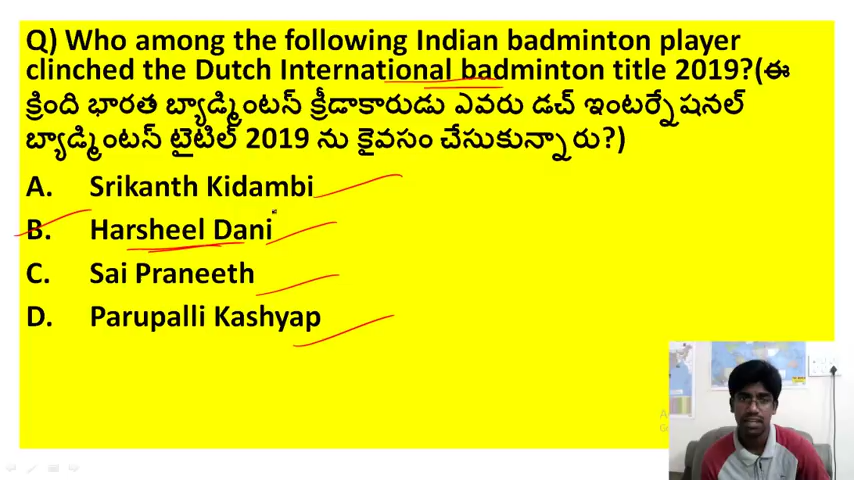 Q) Who among the following Indian badminton player
clinched the Dutch International badminton title 2019?(ఈ
క్రింది భారత బ్యాడ్మింటన్ క్రీడాకారుడు ఎవరు డచ్ ఇంటర్నేషనల్
బ్యాడ్మింటన్ టైటిల్ 2019 ను కైవసం చేసుకున్నారు?)
A. Srikanth Kidambi
B. Harsheel Dani
C. Sai Praneeth
D. Parupalli Kashyap